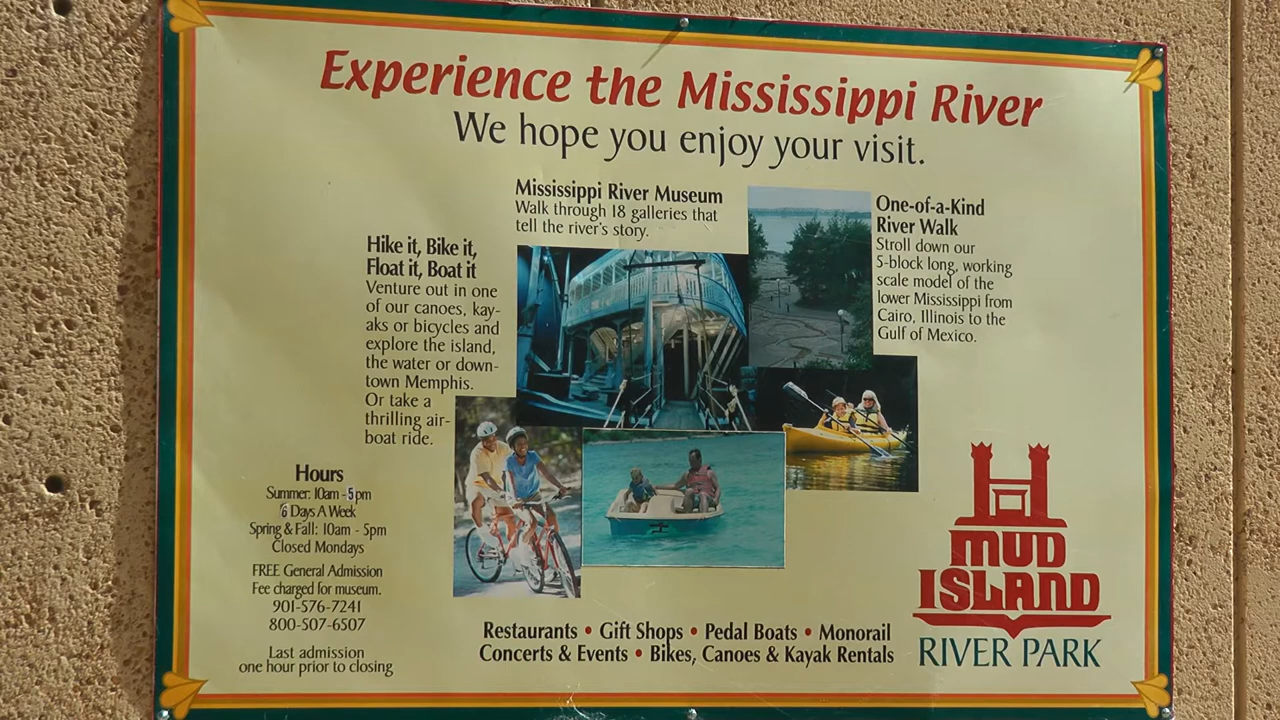 Experience the Mississippi River
We hope you enjoy your visit.
Mississippi River Museum
Walk through 18 galleries that
tell the river's story.
One-of-a-Kind
River Walk
Stroll down our
5-block long, working
scale model of the
lower Mississippi from
Cairo, Illinois to the
Gulf of Mexico.
Hike it, Bike it,
Float it, Boat it
Venture out in one
of our canoes, kay-
aks or bicycles and
explore the island,
the water or down-
town Memphis.
Or take a
thrilling air-
boat ride.
Hours
Summer: 10am - 5pm
6 Days A Week
Spring & Fall: 10am - 5pm
Closed Mondays
FREE General Admission
Fee charged for museum.
901-576-7241
800-507-6507
Last admission
one hour prior to closing
Restaurants • Gift Shops • Pedal Boats • Monorail
Concerts & Events • Bikes, Canoes & Kayak Rentals
MUD
ISLAND
RIVER PARK